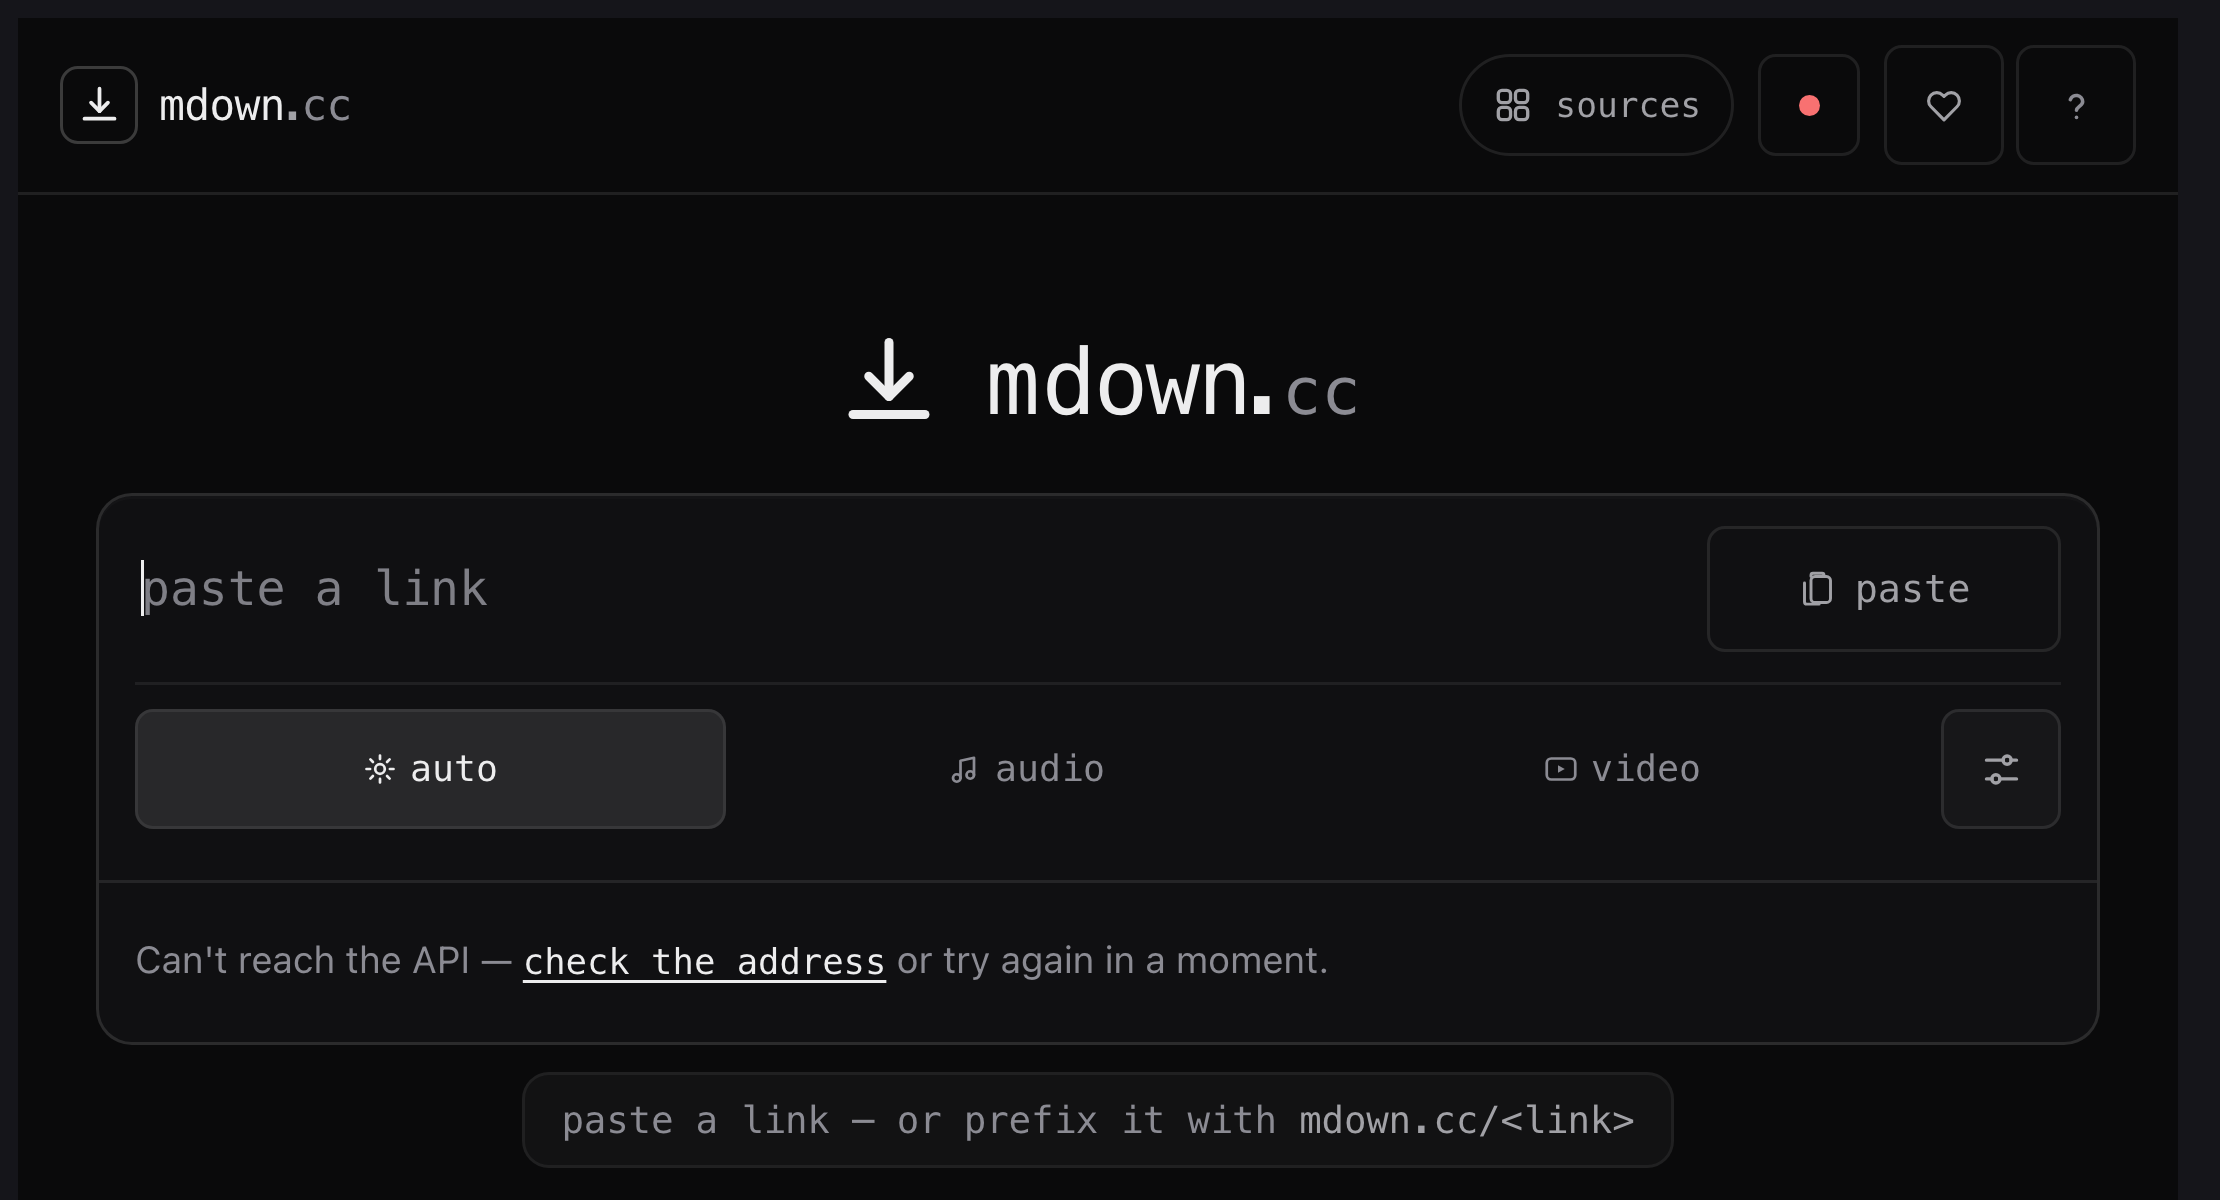 mdown.cc
sources
?
mdown.cc
paste a link
paste
auto
audio
video
Can't reach the API — check the address or try again in a moment.
paste a link — or prefix it with mdown.cc/<link>